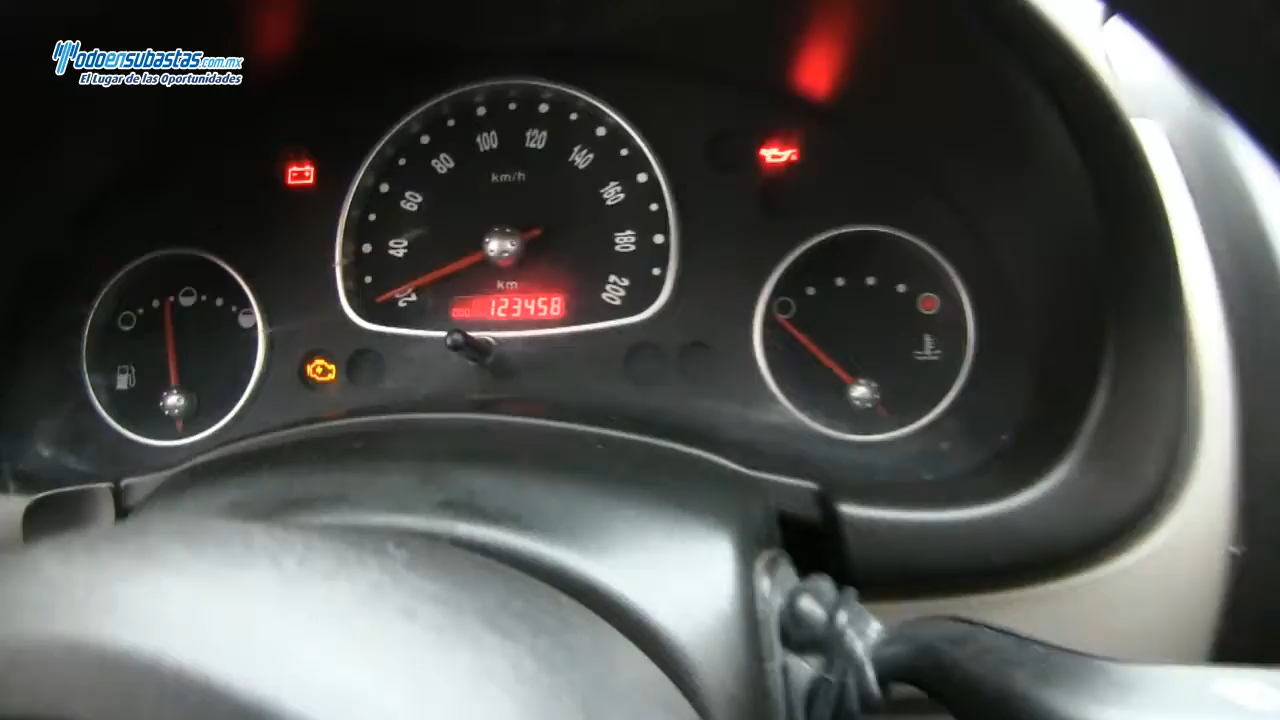 Todoensubastas.com.mx
El Lugar de las Oportunidades
20
40
60
80
100
120
140
160
180
200
km/h
km
123458